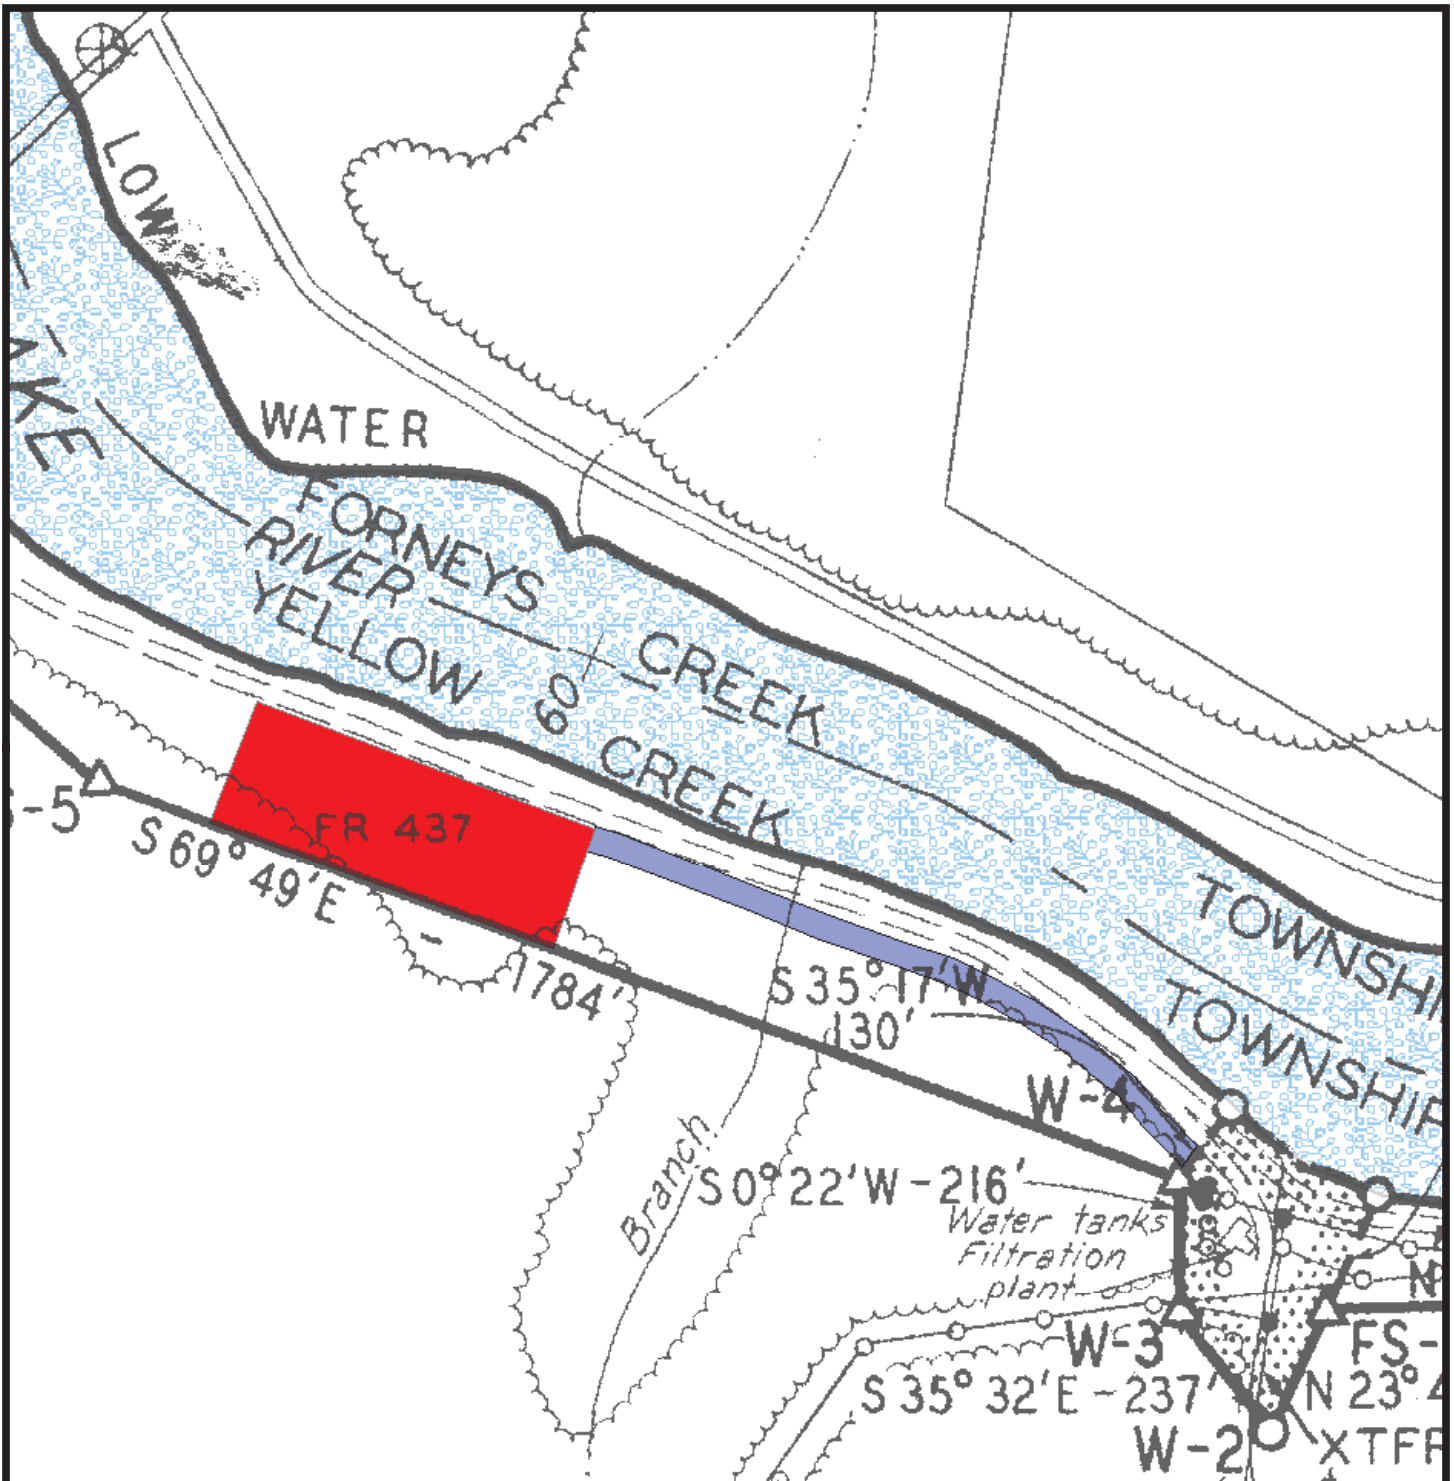 LOW
WATER
FORNEYS CREEK
RIVER
YELLOW CREEK
60
TOWNSHI
TOWNSHIP
FR 437
-5
S 69° 49' E - 1784'
S 35° 17' W
130'
W-4
S 0° 22' W - 216'
Branch
Water tanks
Filtration
plant
N
W-3
FS-
S 35° 32' E - 237'
N 23° 4
W-2
XTFR